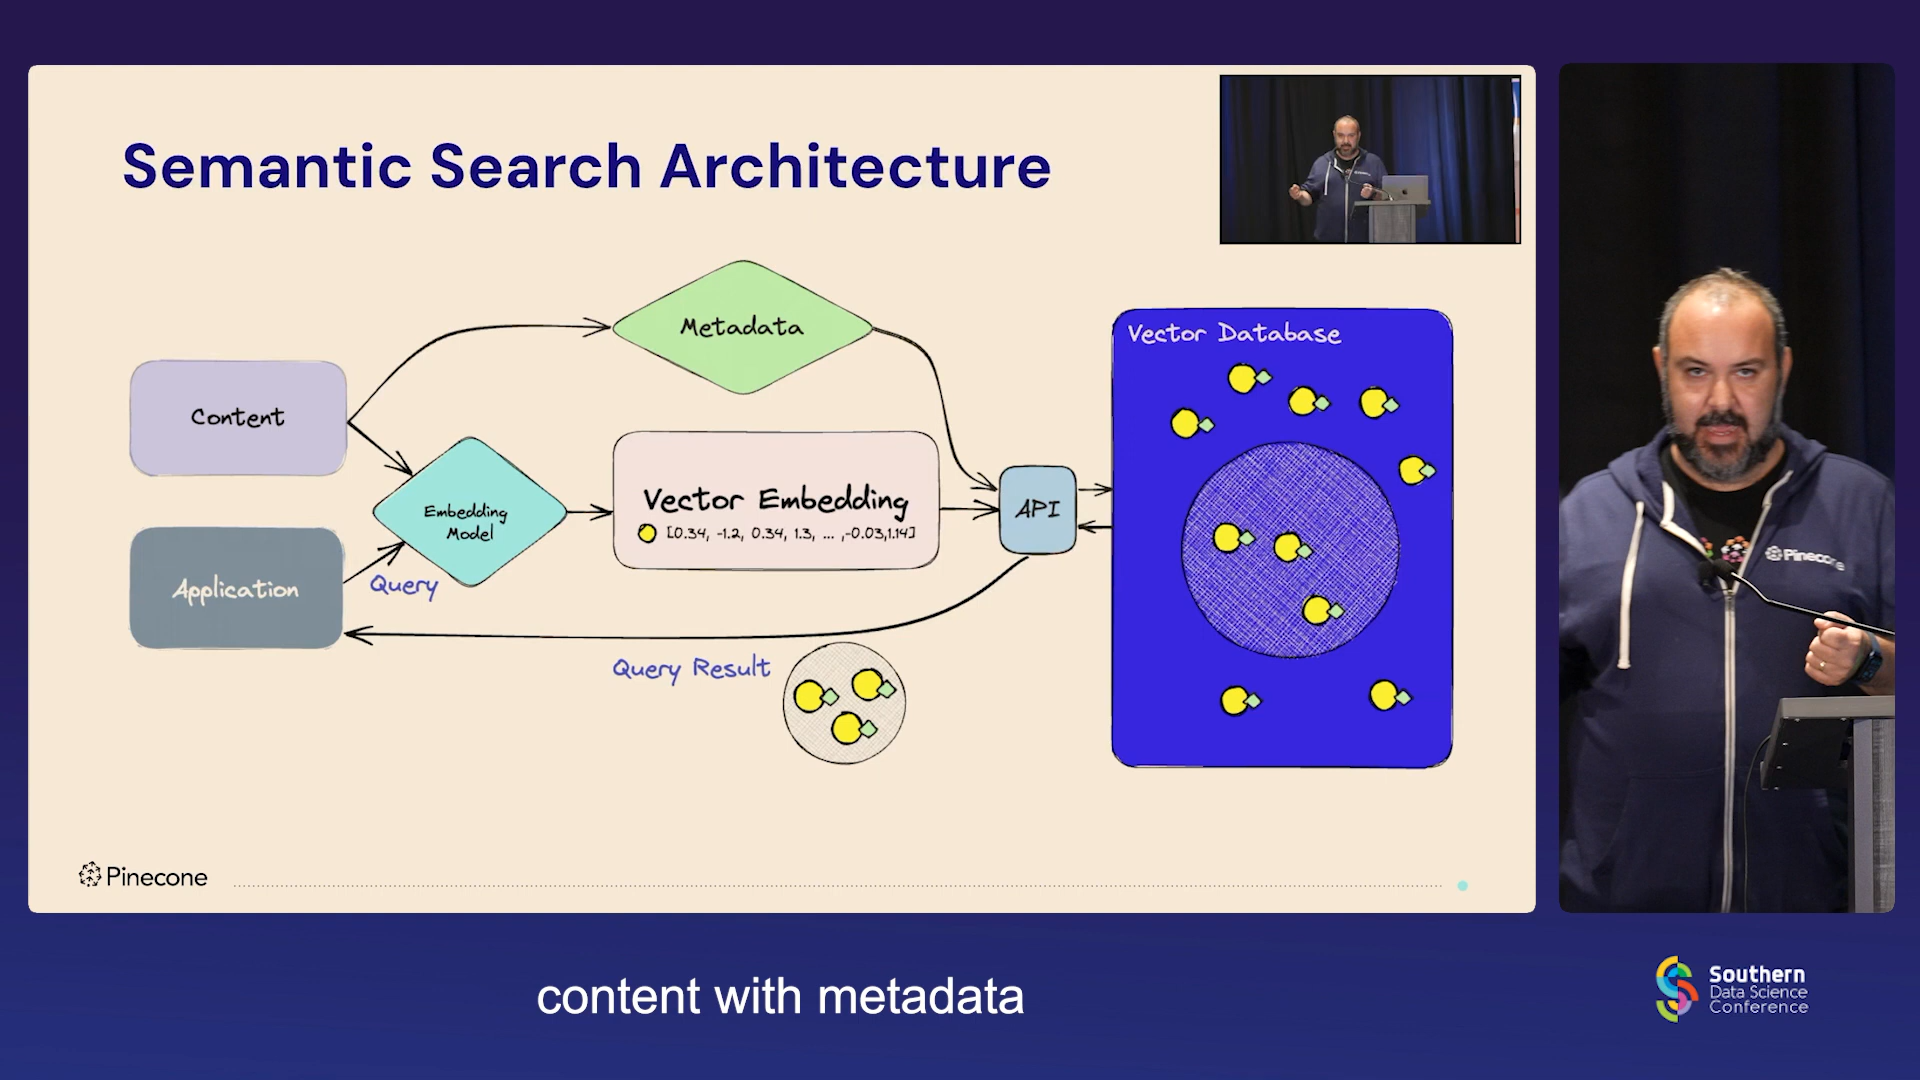 Semantic Search Architecture
Metadata
Vector Database
Content
Embedding
Model
Vector Embedding
[0.34, -1.2, 0.34, 1.3, ... ,-0.03,1.14]
API
Application
Query
Query Result
Pinecone
Pinecone
content with metadata
Southern
Data Science
Conference